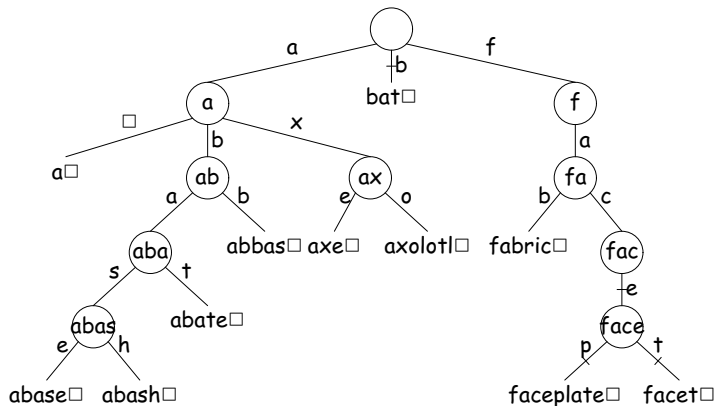 a f
b
bat□
a f
□ x a
b
a□ ab ax fa
a b e o b c
abbas□ axe□ axolotl□ fabric□
aba fac
s t e
abate□
abas face
e h p t
abase□ abash□ faceplate□ facet□